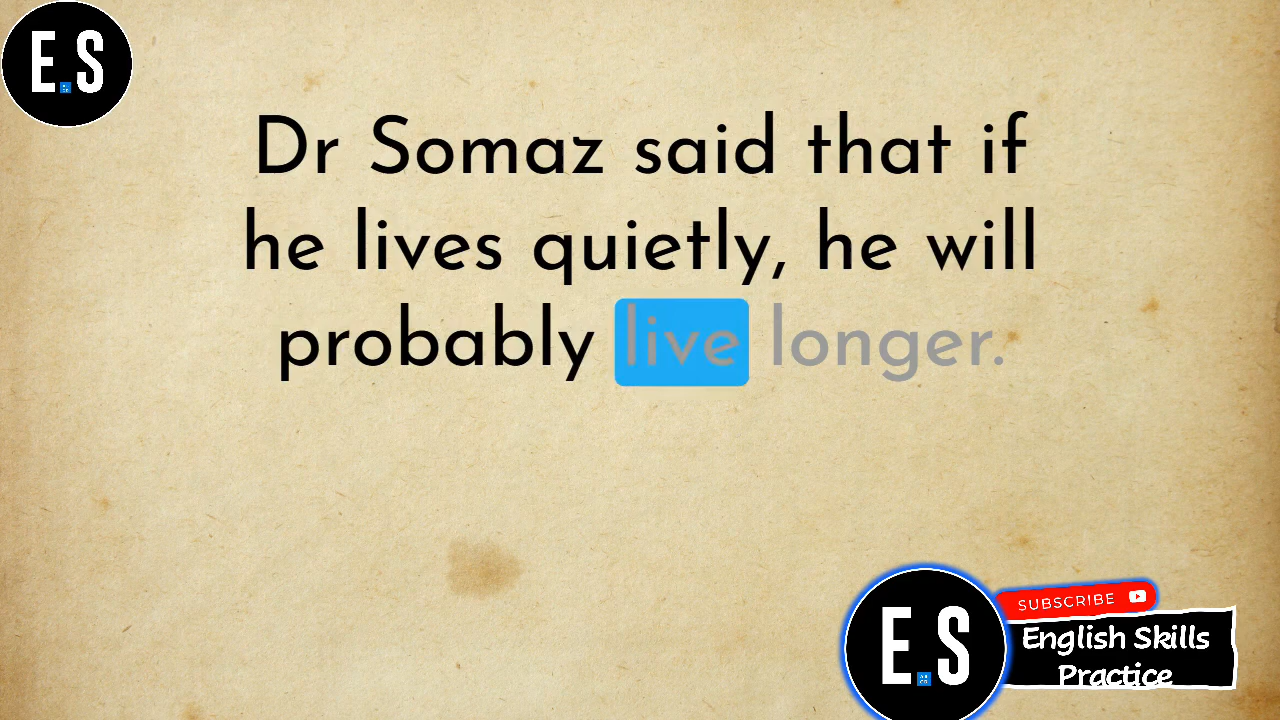 E.S
Dr Somaz said that if
he lives quietly, he will
probably live longer.
E.S
SUBSCRIBE
English Skills
Practice